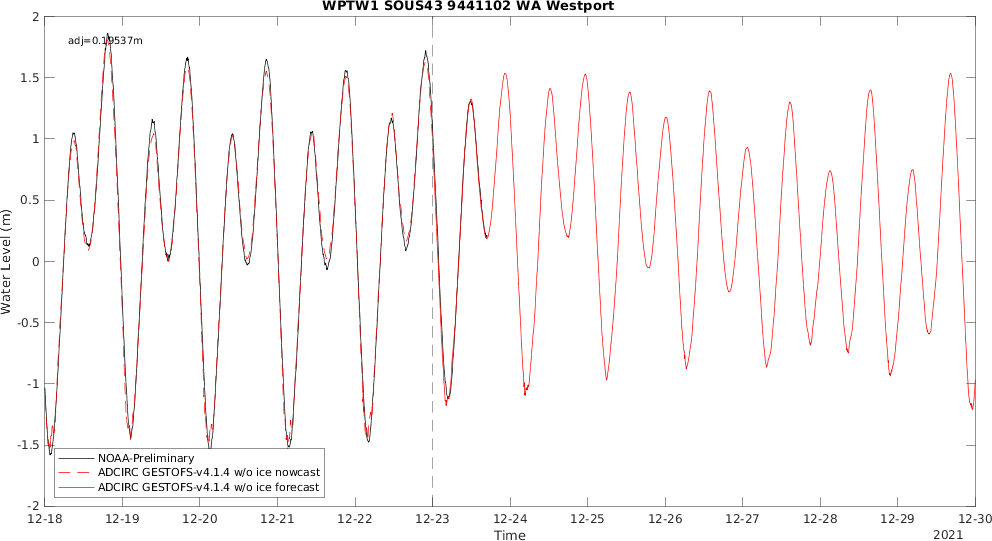 WPTW1 SOUS43 9441102 WA Westport
adj=0.19537m
2
1.5
1
0.5
0
-0.5
-1
-1.5
-2
Water Level (m)
NOAA-Preliminary
ADCIRC GESTOFS-v4.1.4 w/o ice nowcast
ADCIRC GESTOFS-v4.1.4 w/o ice forecast
12-18 12-19 12-20 12-21 12-22 12-23 12-24 12-25 12-26 12-27 12-28 12-29 12-30
Time
2021